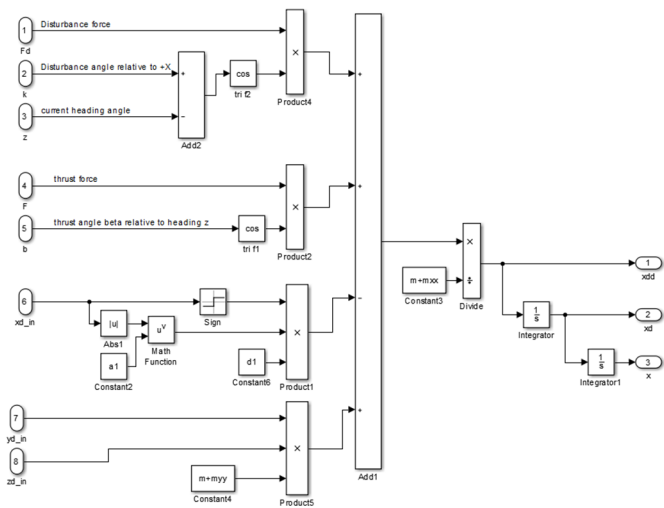 1
Disturbance force
Fd
2
Disturbance angle relative to +X
k
3
current heading angle
z
+
−
Add2
cos
tri f2
×
Product4
4
thrust force
F
5
thrust angle beta relative to heading z
b
cos
tri f1
×
Product2
6
xd_in
|u|
Abs1
a1
Constant2
u^v
Math
Function
Sign
d1
Constant6
×
Product1
7
yd_in
8
zd_in
m+myy
Constant4
×
Product5
+
+
−
+
Add1
m+mxx
Constant3
×
÷
Divide
1
s
Integrator
1
s
Integrator1
1
xdd
2
xd
3
x